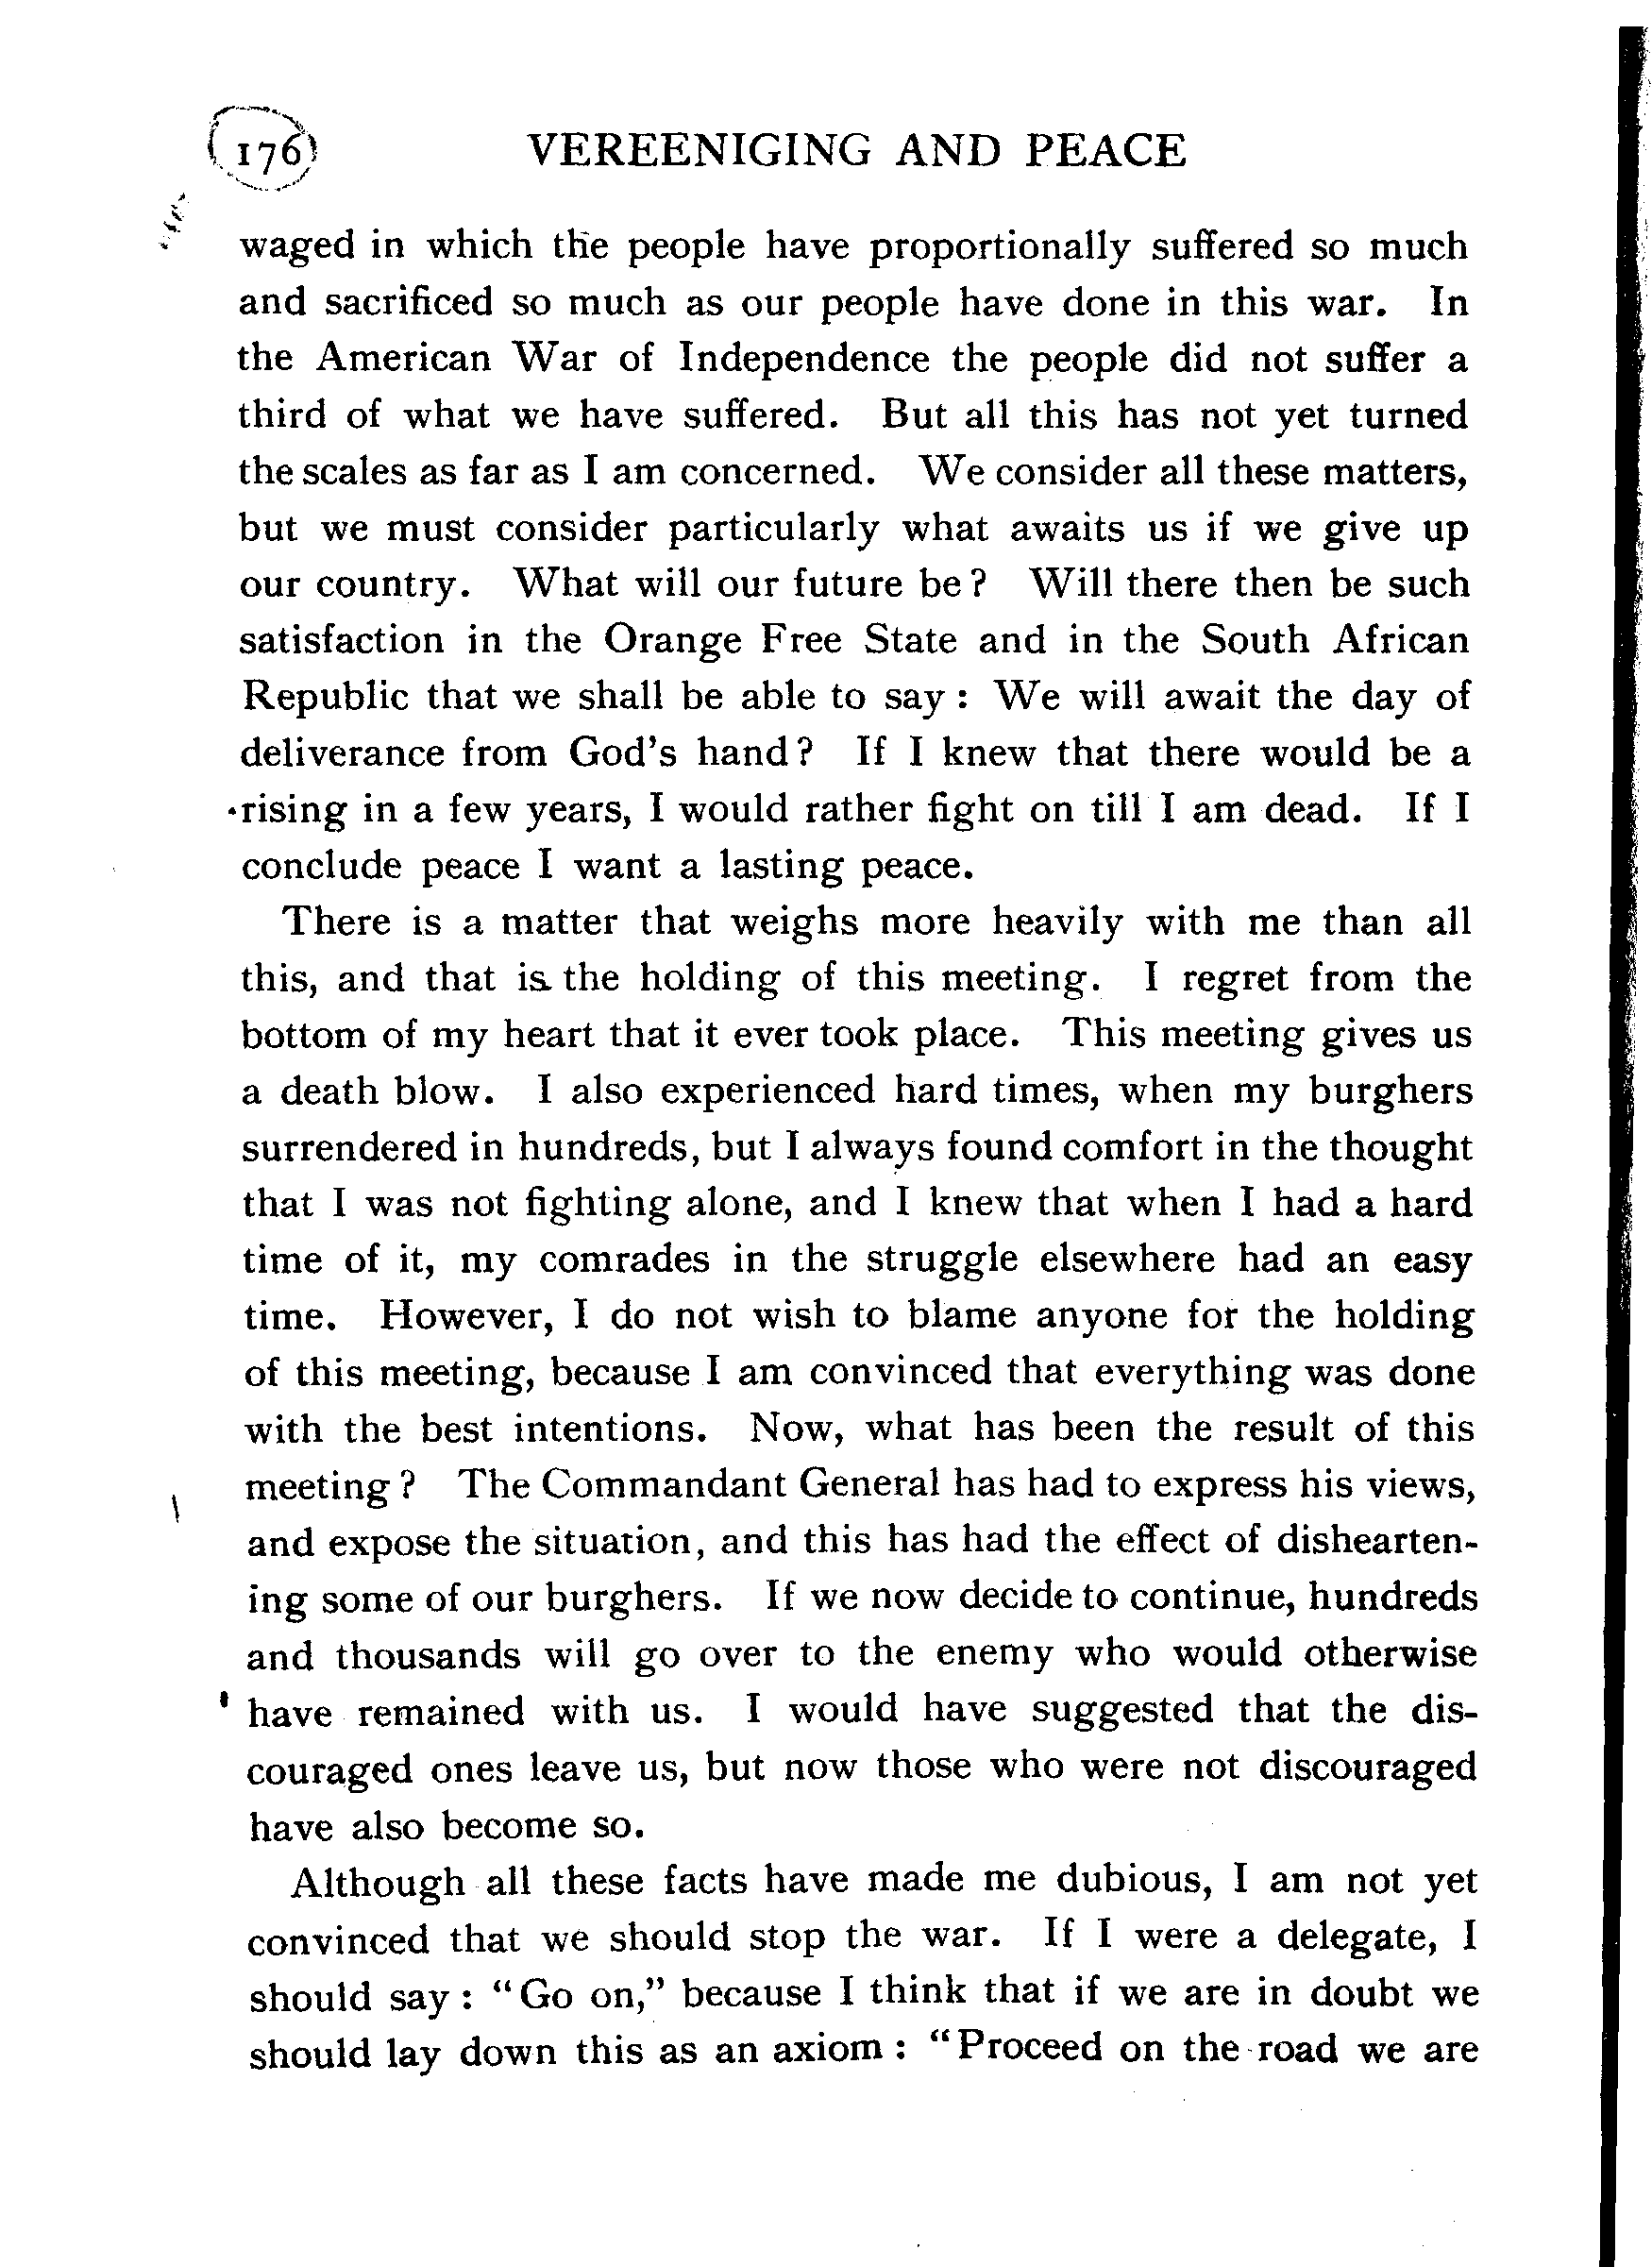 176 VEREENIGING AND PEACE
waged in which the people have proportionally suffered so much
and sacrificed so much as our people have done in this war. In
the American War of Independence the people did not suffer a
third of what we have suffered. But all this has not yet turned
the scales as far as I am concerned. We consider all these matters,
but we must consider particularly what awaits us if we give up
our country. What will our future be? Will there then be such
satisfaction in the Orange Free State and in the South African
Republic that we shall be able to say: We will await the day of
deliverance from God's hand? If I knew that there would be a
rising in a few years, I would rather fight on till I am dead. If I
conclude peace I want a lasting peace.
There is a matter that weighs more heavily with me than all
this, and that is the holding of this meeting. I regret from the
bottom of my heart that it ever took place. This meeting gives us
a death blow. I also experienced hard times, when my burghers
surrendered in hundreds, but I always found comfort in the thought
that I was not fighting alone, and I knew that when I had a hard
time of it, my comrades in the struggle elsewhere had an easy
time. However, I do not wish to blame anyone for the holding
of this meeting, because I am convinced that everything was done
with the best intentions. Now, what has been the result of this
meeting? The Commandant General has had to express his views,
and expose the situation, and this has had the effect of dishearten-
ing some of our burghers. If we now decide to continue, hundreds
and thousands will go over to the enemy who would otherwise
have remained with us. I would have suggested that the dis-
couraged ones leave us, but now those who were not discouraged
have also become so.
Although all these facts have made me dubious, I am not yet
convinced that we should stop the war. If I were a delegate, I
should say: "Go on," because I think that if we are in doubt we
should lay down this as an axiom: "Proceed on the road we are